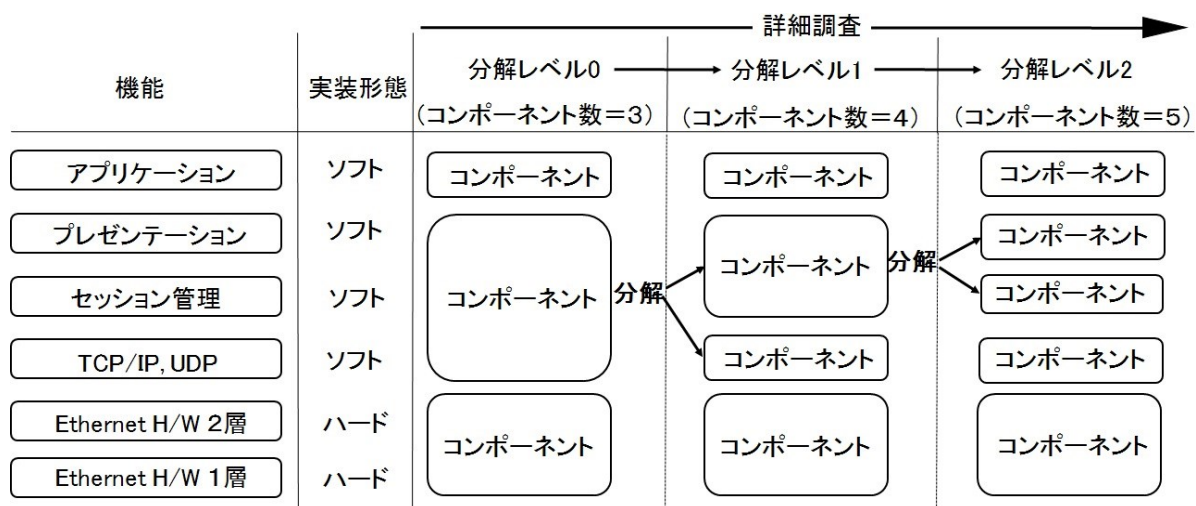 詳細調査
機能
実装形態
分解レベル0
分解レベル1
分解レベル2
(コンポーネント数=3)
(コンポーネント数=4)
(コンポーネント数=5)
アプリケーション
ソフト
コンポーネント
コンポーネント
コンポーネント
プレゼンテーション
ソフト
コンポーネント
コンポーネント
分解
コンポーネント
セッション管理
ソフト
コンポーネント
分解
コンポーネント
TCP/IP, UDP
ソフト
コンポーネント
コンポーネント
Ethernet H/W 2層
ハード
コンポーネント
コンポーネント
コンポーネント
Ethernet H/W 1層
ハード